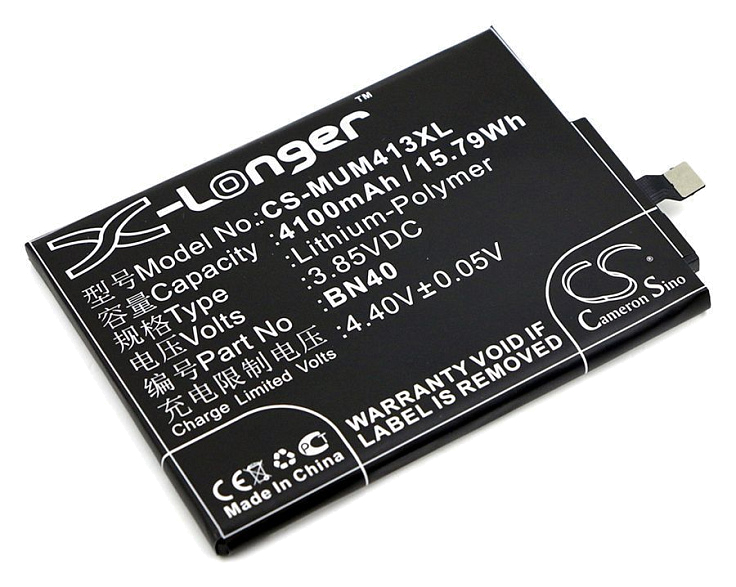 X-Longer™
型号Model No.:CS-MUM413XL
容量Capacity :4100mAh / 15.79Wh
规格Type :Lithium-Polymer
电压Volts :3.85VDC
编号Part No :BN40
充电限制电压: 4.40V±0.05V
Charge Limited Volts
WARRANTY VOID IF
LABEL IS REMOVED
CS
Cameron Sino
CE PCT
Made In China